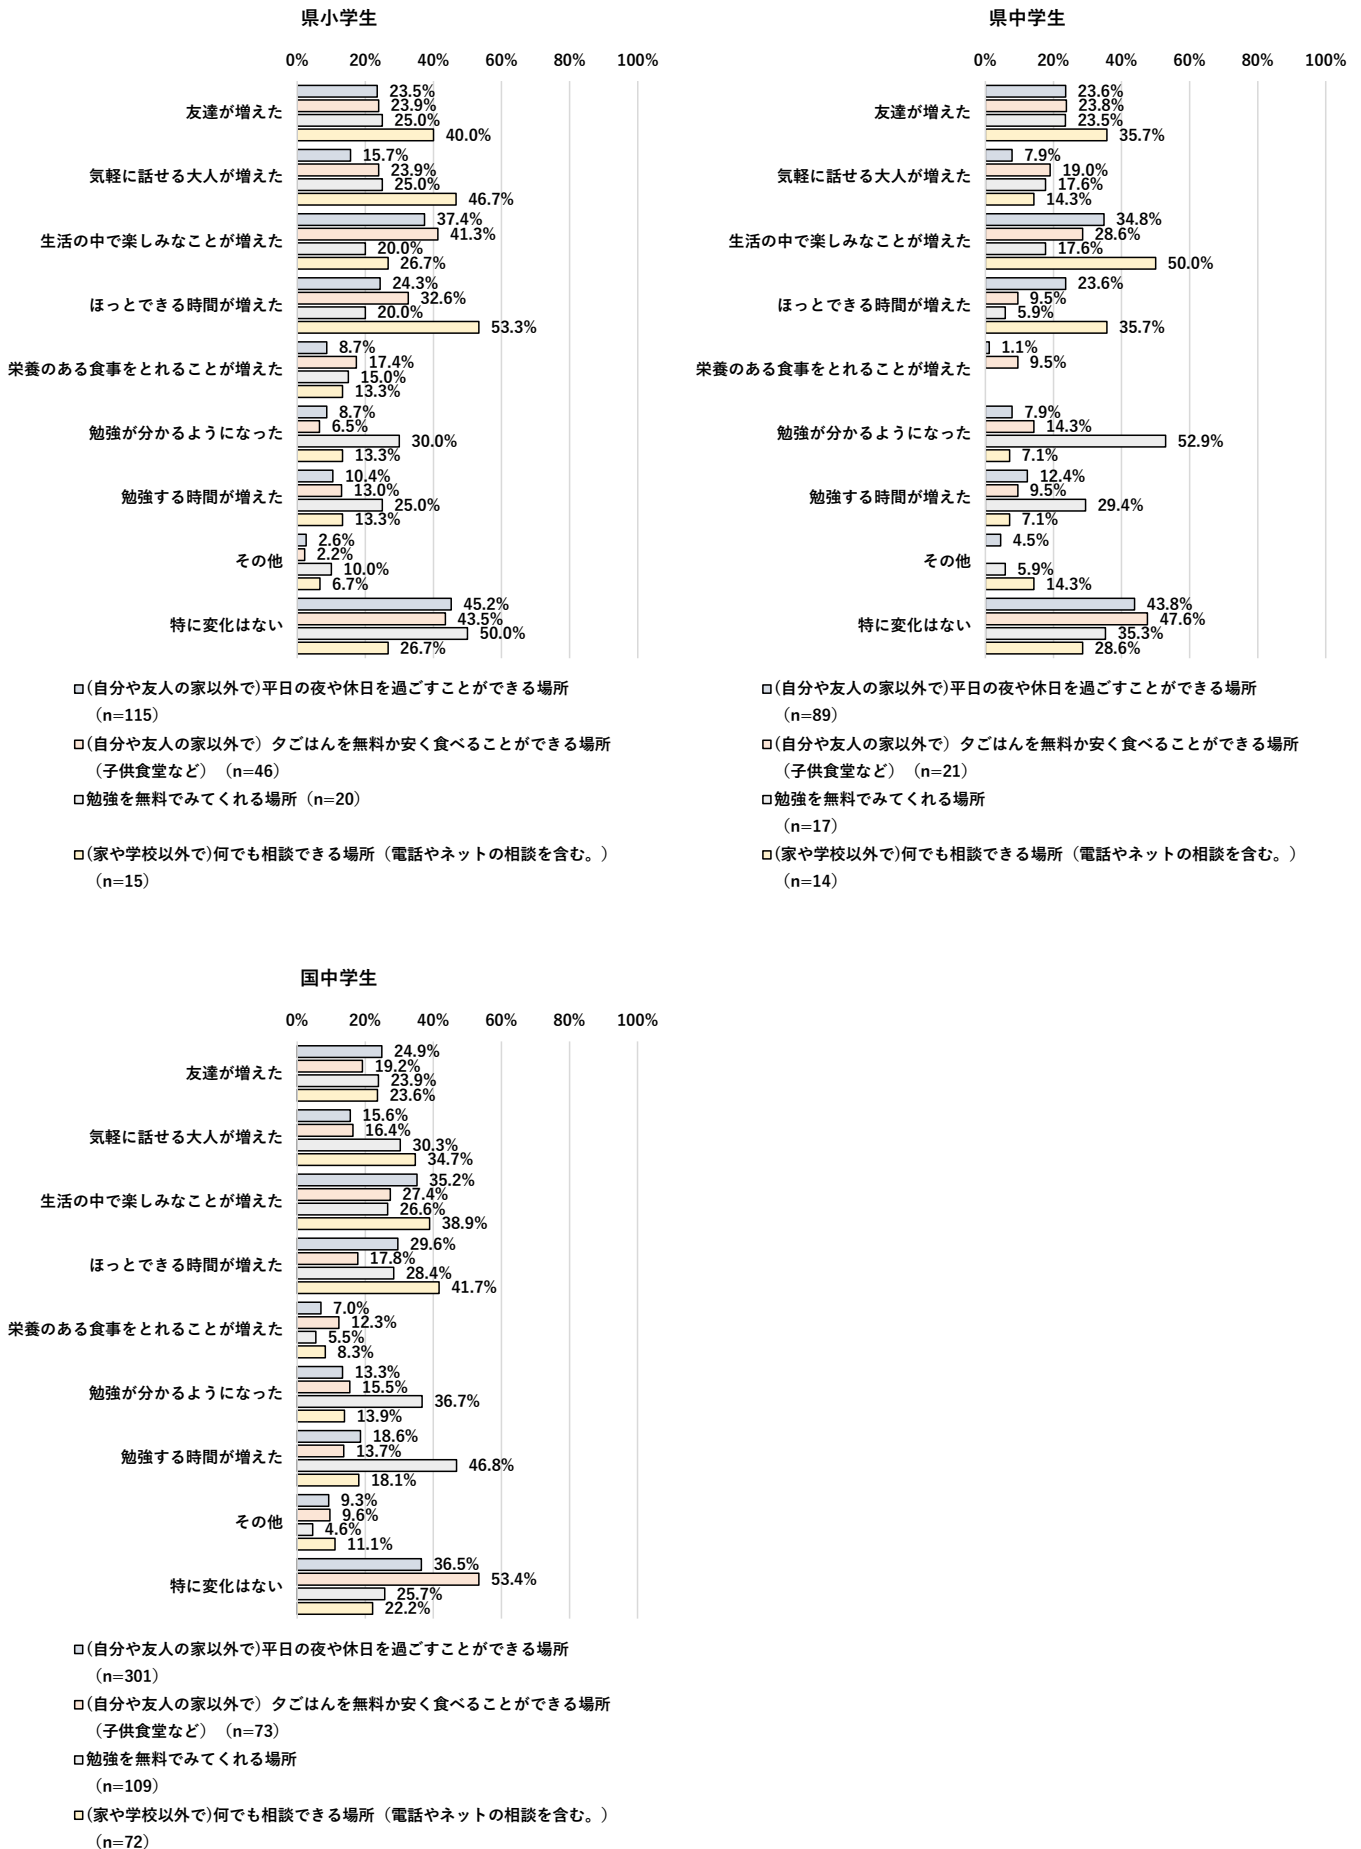 県小学生
0% 20% 40% 60% 80% 100%
友達が増えた
23.5%
23.9%
25.0%
40.0%
気軽に話せる大人が増えた
15.7%
23.9%
25.0%
46.7%
生活の中で楽しみなことが増えた
37.4%
41.3%
20.0%
26.7%
ほっとできる時間が増えた
24.3%
32.6%
20.0%
53.3%
栄養のある食事をとれることが増えた
8.7%
17.4%
15.0%
13.3%
勉強が分かるようになった
8.7%
6.5%
30.0%
13.3%
勉強する時間が増えた
10.4%
13.0%
25.0%
13.3%
その他
2.6%
2.2%
10.0%
6.7%
特に変化はない
45.2%
43.5%
50.0%
26.7%
(自分や友人の家以外で)平日の夜や休日を過ごすことができる場所
（n=115）
(自分や友人の家以外で）夕ごはんを無料か安く食べることができる場所
（子供食堂など）（n=46）
勉強を無料でみてくれる場所（n=20）
(家や学校以外で)何でも相談できる場所（電話やネットの相談を含む。）
（n=15）
県中学生
0% 20% 40% 60% 80% 100%
友達が増えた
23.6%
23.8%
23.5%
35.7%
気軽に話せる大人が増えた
7.9%
19.0%
17.6%
14.3%
生活の中で楽しみなことが増えた
34.8%
28.6%
17.6%
50.0%
ほっとできる時間が増えた
23.6%
9.5%
5.9%
35.7%
栄養のある食事をとれることが増えた
1.1%
9.5%
勉強が分かるようになった
7.9%
14.3%
52.9%
7.1%
勉強する時間が増えた
12.4%
9.5%
29.4%
7.1%
その他
4.5%
5.9%
14.3%
特に変化はない
43.8%
47.6%
35.3%
28.6%
(自分や友人の家以外で)平日の夜や休日を過ごすことができる場所
（n=89）
(自分や友人の家以外で）夕ごはんを無料か安く食べることができる場所
（子供食堂など）（n=21）
勉強を無料でみてくれる場所
（n=17）
(家や学校以外で)何でも相談できる場所（電話やネットの相談を含む。）
（n=14）
国中学生
0% 20% 40% 60% 80% 100%
友達が増えた
24.9%
19.2%
23.9%
23.6%
気軽に話せる大人が増えた
15.6%
16.4%
30.3%
34.7%
生活の中で楽しみなことが増えた
35.2%
27.4%
26.6%
38.9%
ほっとできる時間が増えた
29.6%
17.8%
28.4%
41.7%
栄養のある食事をとれることが増えた
7.0%
12.3%
5.5%
8.3%
勉強が分かるようになった
13.3%
15.5%
36.7%
13.9%
勉強する時間が増えた
18.6%
13.7%
46.8%
18.1%
その他
9.3%
9.6%
4.6%
11.1%
特に変化はない
36.5%
53.4%
25.7%
22.2%
(自分や友人の家以外で)平日の夜や休日を過ごすことができる場所
（n=301）
(自分や友人の家以外で）夕ごはんを無料か安く食べることができる場所
（子供食堂など）（n=73）
勉強を無料でみてくれる場所
（n=109）
(家や学校以外で)何でも相談できる場所（電話やネットの相談を含む。）
（n=72）